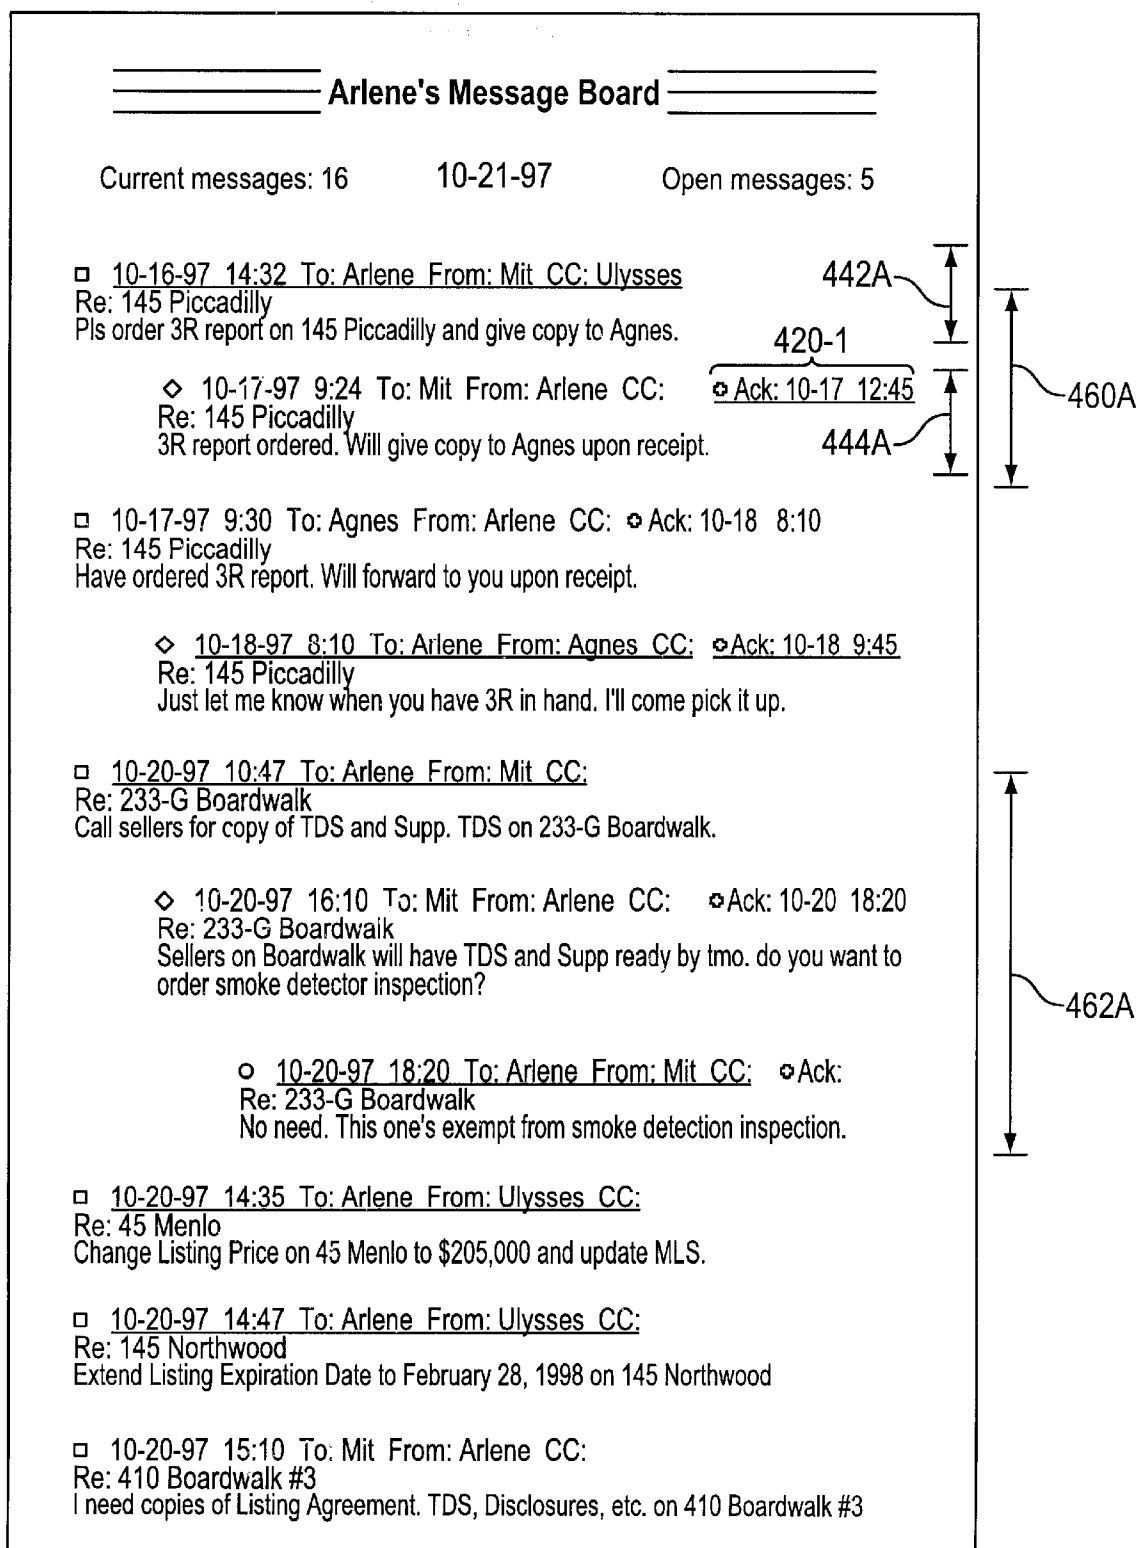 Arlene's Message Board
Current messages: 16 10-21-97 Open messages: 5
□ 10-16-97 14:32 To: Arlene From: Mit CC: Ulysses
Re: 145 Piccadilly
Pls order 3R report on 145 Piccadilly and give copy to Agnes.
442A
420-1
◇ 10-17-97 9:24 To: Mit From: Arlene CC: ✪ Ack: 10-17 12:45
Re: 145 Piccadilly
3R report ordered. Will give copy to Agnes upon receipt.
444A
460A
□ 10-17-97 9:30 To: Agnes From: Arlene CC: ✪ Ack: 10-18 8:10
Re: 145 Piccadilly
Have ordered 3R report. Will forward to you upon receipt.
◇ 10-18-97 8:10 To: Arlene From: Agnes CC: ✪ Ack: 10-18 9:45
Re: 145 Piccadilly
Just let me know when you have 3R in hand. I'll come pick it up.
□ 10-20-97 10:47 To: Arlene From: Mit CC:
Re: 233-G Boardwalk
Call sellers for copy of TDS and Supp. TDS on 233-G Boardwalk.
◇ 10-20-97 16:10 To: Mit From: Arlene CC: ✪ Ack: 10-20 18:20
Re: 233-G Boardwalk
Sellers on Boardwalk will have TDS and Supp ready by tmo. do you want to
order smoke detector inspection?
462A
○ 10-20-97 18:20 To: Arlene From: Mit CC: ✪ Ack:
Re: 233-G Boardwalk
No need. This one's exempt from smoke detection inspection.
□ 10-20-97 14:35 To: Arlene From: Ulysses CC:
Re: 45 Menlo
Change Listing Price on 45 Menlo to $205,000 and update MLS.
□ 10-20-97 14:47 To: Arlene From: Ulysses CC:
Re: 145 Northwood
Extend Listing Expiration Date to February 28, 1998 on 145 Northwood
□ 10-20-97 15:10 To: Mit From: Arlene CC:
Re: 410 Boardwalk #3
I need copies of Listing Agreement. TDS, Disclosures, etc. on 410 Boardwalk #3